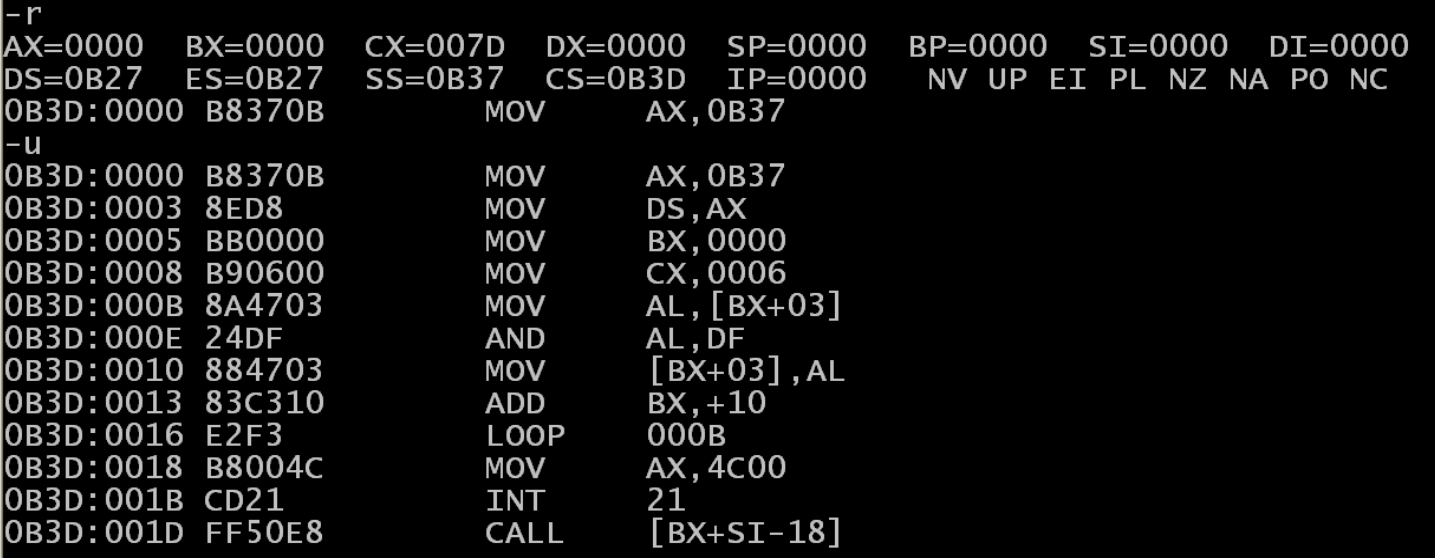 -r
AX=0000  BX=0000  CX=007D  DX=0000  SP=0000  BP=0000  SI=0000  DI=0000
DS=0B27  ES=0B27  SS=0B37  CS=0B3D  IP=0000   NV UP EI PL NZ NA PO NC
0B3D:0000 B8370B        MOV     AX,0B37
-u
0B3D:0000 B8370B        MOV     AX,0B37
0B3D:0003 8ED8          MOV     DS,AX
0B3D:0005 BB0000        MOV     BX,0000
0B3D:0008 B90600        MOV     CX,0006
0B3D:000B 8A4703        MOV     AL,[BX+03]
0B3D:000E 24DF          AND     AL,DF
0B3D:0010 884703        MOV     [BX+03],AL
0B3D:0013 83C310        ADD     BX,+10
0B3D:0016 E2F3          LOOP    000B
0B3D:0018 B8004C        MOV     AX,4C00
0B3D:001B CD21          INT     21
0B3D:001D FF50E8        CALL    [BX+SI-18]